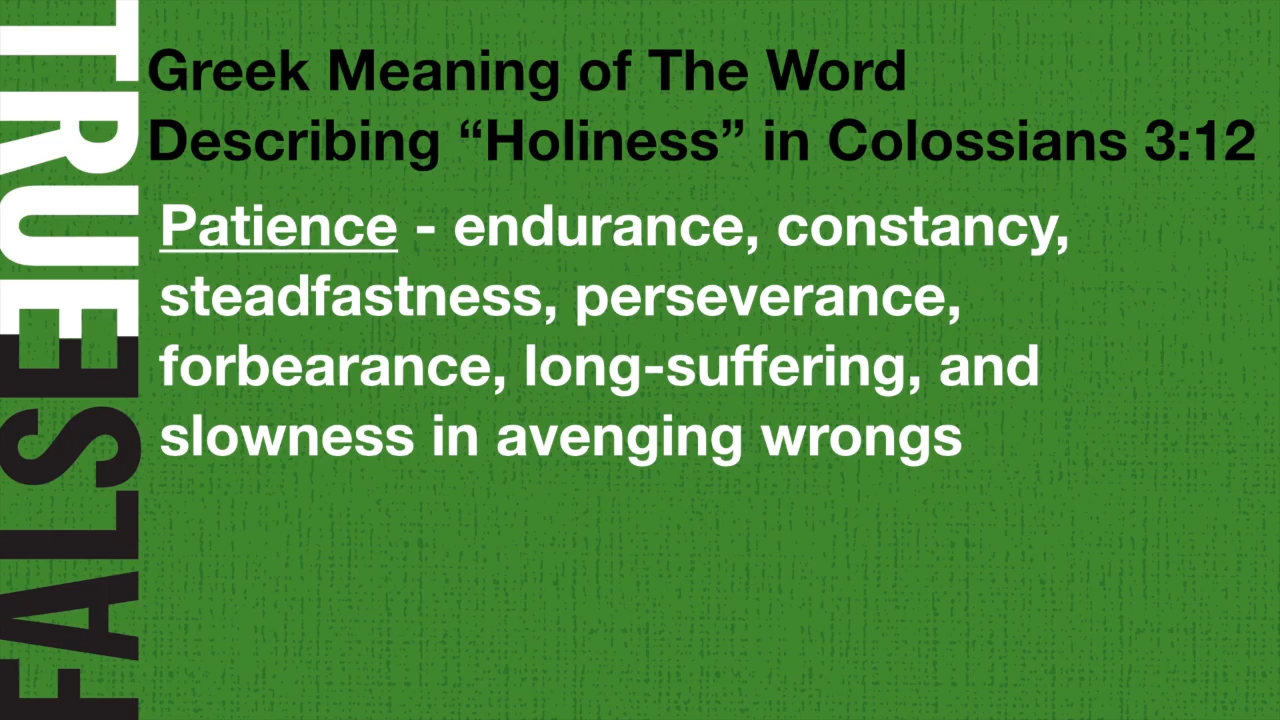 TRUE
FALSE
Greek Meaning of The Word
Describing “Holiness” in Colossians 3:12
Patience - endurance, constancy,
steadfastness, perseverance,
forbearance, long-suffering, and
slowness in avenging wrongs